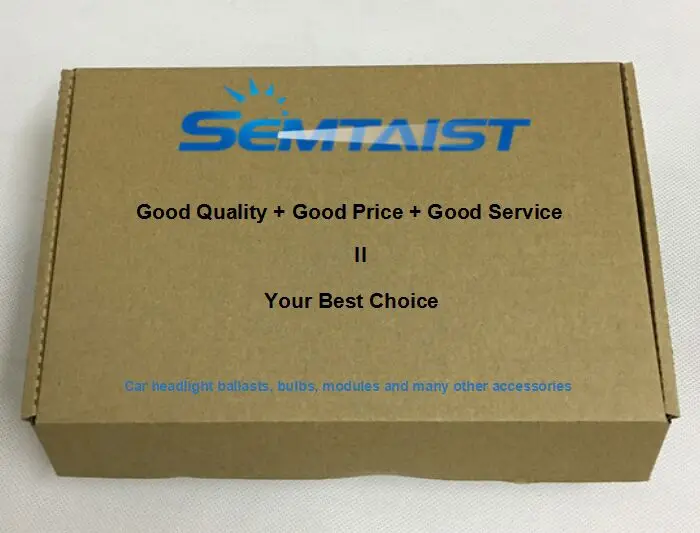 SEMTAIST
Good Quality + Good Price + Good Service
II
Your Best Choice
Car headlight ballasts, bulbs, modules and many other accessories